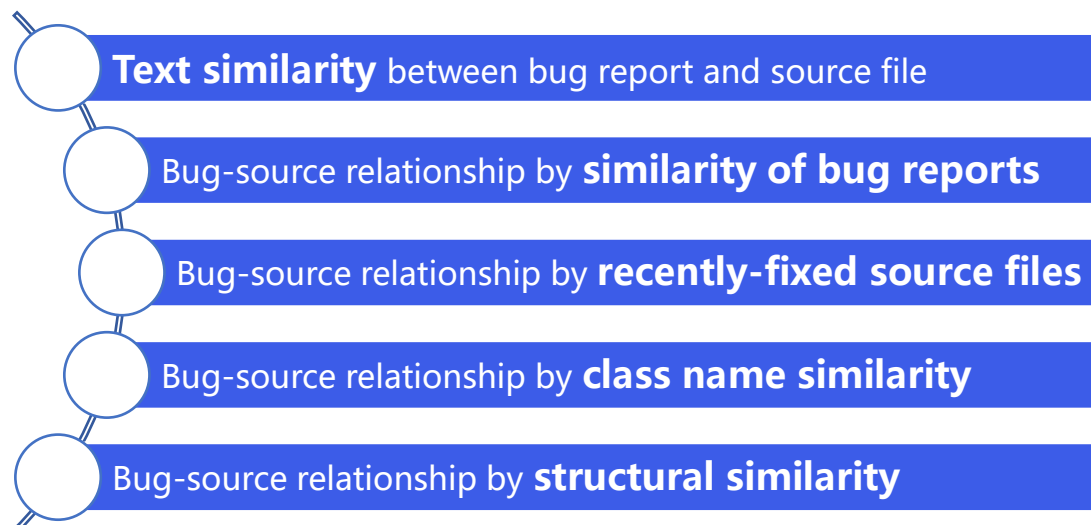 Text similarity between bug report and source file
Bug-source relationship by similarity of bug reports
Bug-source relationship by recently-fixed source files
Bug-source relationship by class name similarity
Bug-source relationship by structural similarity